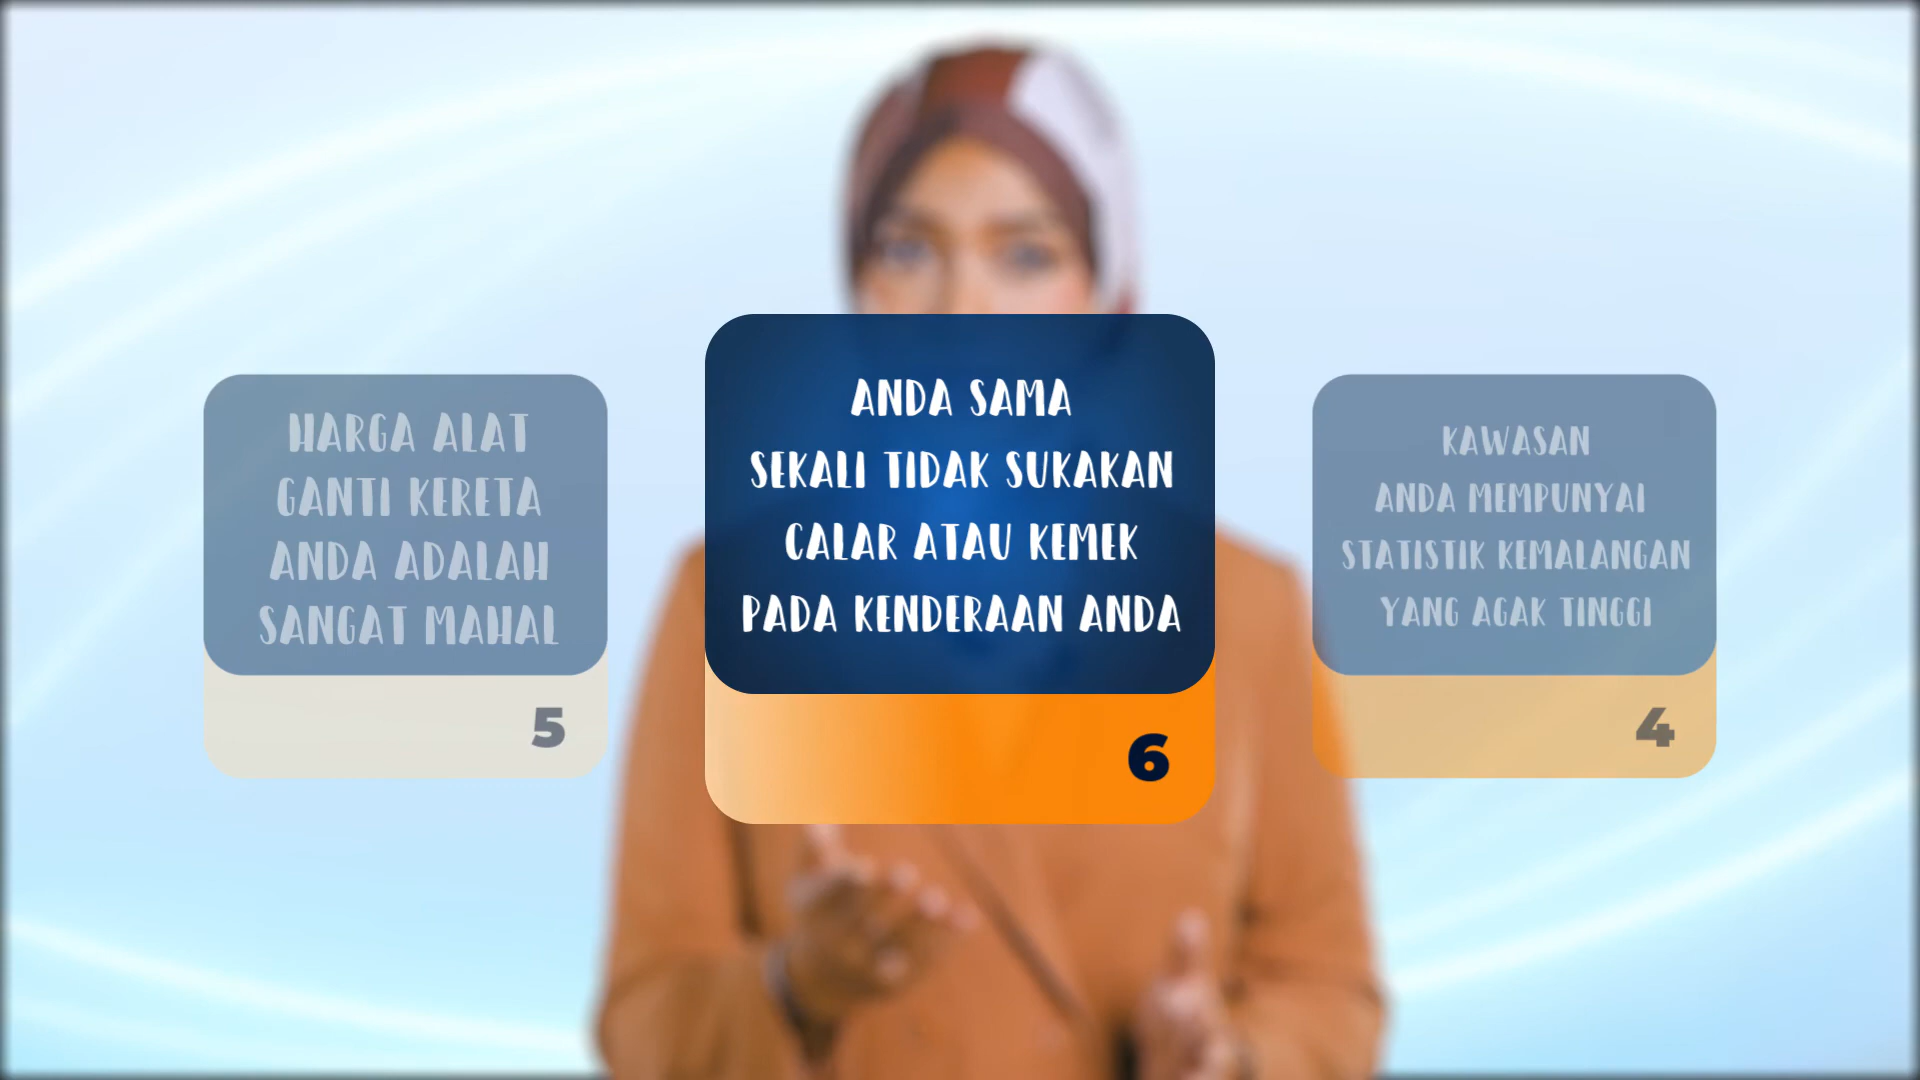 HARGA ALAT
GANTI KERETA
ANDA ADALAH
SANGAT MAHAL
5
ANDA SAMA
SEKALI TIDAK SUKAKAN
CALAR ATAU KEMEK
PADA KENDERAAN ANDA
6
KAWASAN
ANDA MEMPUNYAI
STATISTIK KEMALANGAN
YANG AGAK TINGGI
4